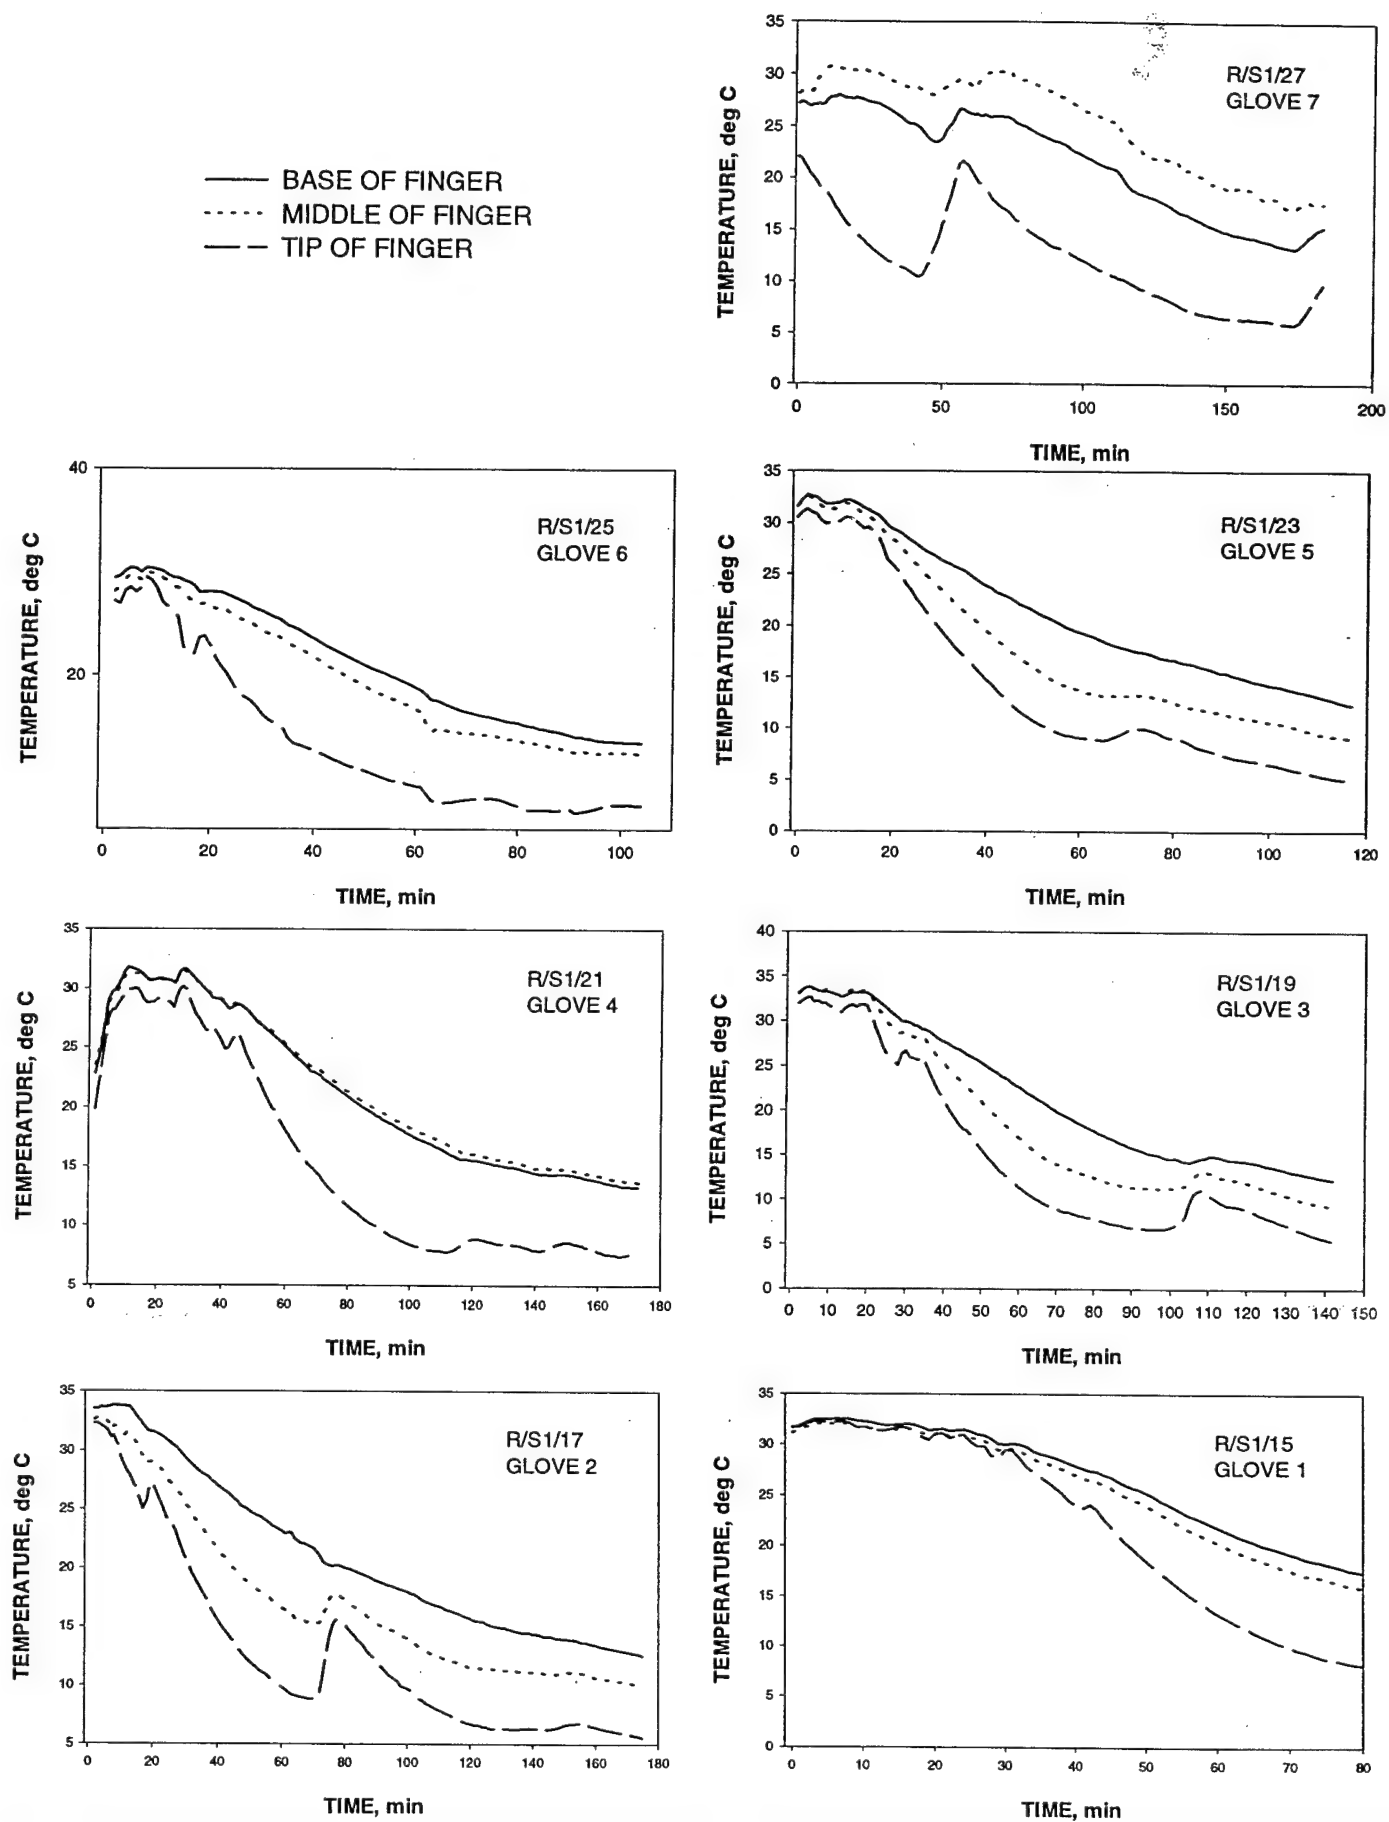 BASE OF FINGER
MIDDLE OF FINGER
TIP OF FINGER
35
30
25
20
15
10
5
0
TEMPERATURE, deg C
R/S1/27
GLOVE 7
0 50 100 150 200
TIME, min
40
20
TEMPERATURE, deg C
R/S1/25
GLOVE 6
0 20 40 60 80 100
TIME, min
35
30
25
20
15
10
5
0
TEMPERATURE, deg C
R/S1/23
GLOVE 5
0 20 40 60 80 100 120
TIME, min
35
30
25
20
15
10
5
TEMPERATURE, deg C
R/S1/21
GLOVE 4
0 20 40 60 80 100 120 140 160 180
TIME, min
40
35
30
25
20
15
10
5
0
TEMPERATURE, deg C
R/S1/19
GLOVE 3
0 10 20 30 40 50 60 70 80 90 100 110 120 130 140 150
TIME, min
35
30
25
20
15
10
5
TEMPERATURE, deg C
R/S1/17
GLOVE 2
0 20 40 60 80 100 120 140 160 180
TIME, min
35
30
25
20
15
10
5
0
TEMPERATURE, deg C
R/S1/15
GLOVE 1
0 10 20 30 40 50 60 70 80
TIME, min